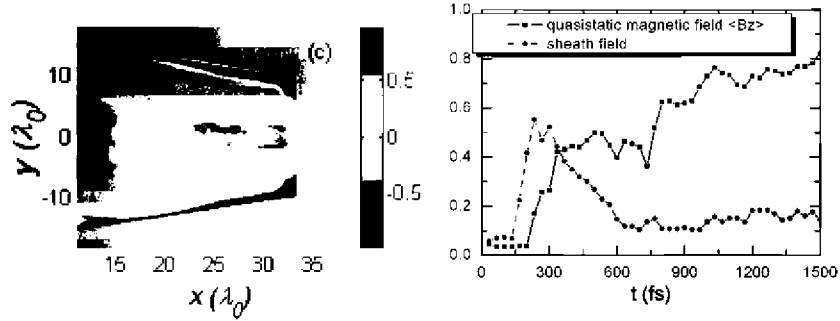 (c)
10
0
-10
y (λ₀)
15 20 25 30 35
x (λ₀)
0.5
0
-0.5
quasistatic magnetic field <Bz>
sheath field
1.0
0.8
0.6
0.4
0.2
0.0
0 300 600 900 1200 1500
t (fs)